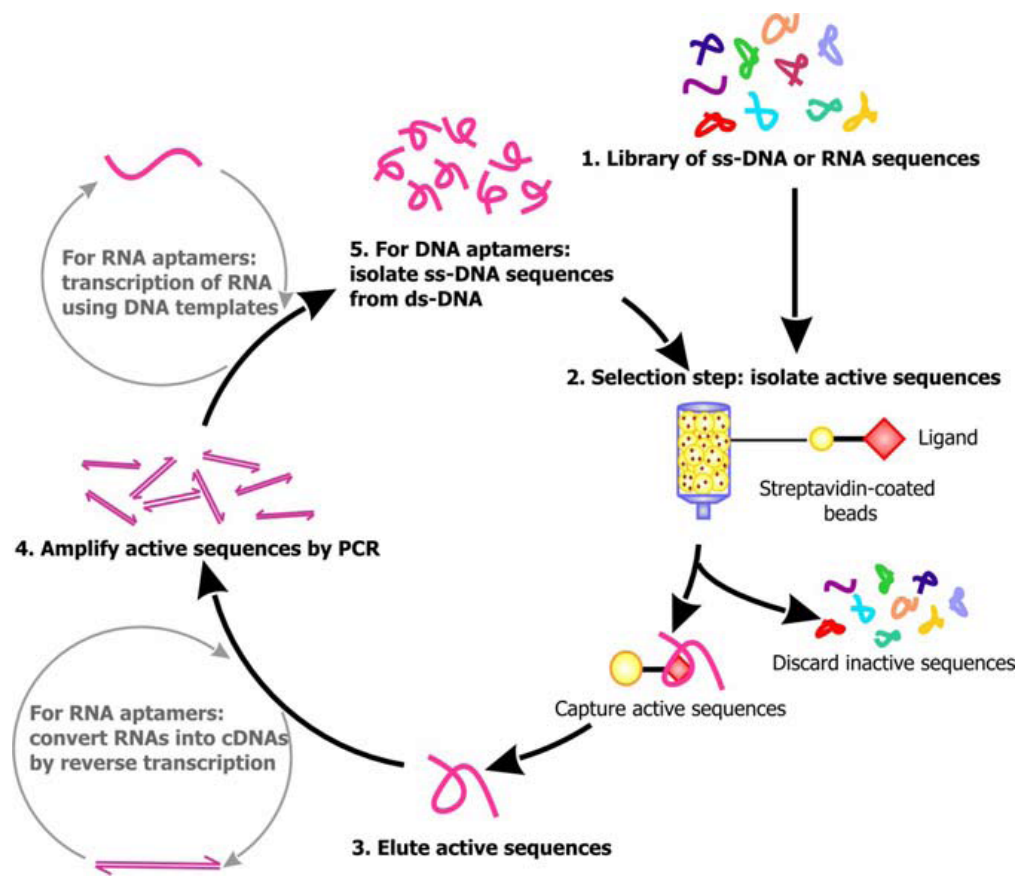 1. Library of ss-DNA or RNA sequences
2. Selection step: isolate active sequences
Ligand
Streptavidin-coated
beads
Discard inactive sequences
Capture active sequences
3. Elute active sequences
For RNA aptamers:
convert RNAs into cDNAs
by reverse transcription
4. Amplify active sequences by PCR
For RNA aptamers:
transcription of RNA
using DNA templates
5. For DNA aptamers:
isolate ss-DNA sequences
from ds-DNA